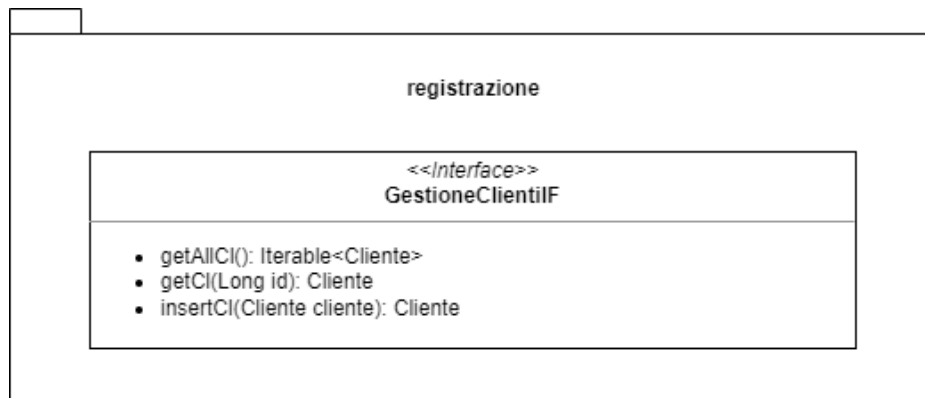 registrazione
<<Interface>>
GestioneClientiIF
• getAllCl(): Iterable<Cliente>
• getCl(Long id): Cliente
• insertCl(Cliente cliente): Cliente